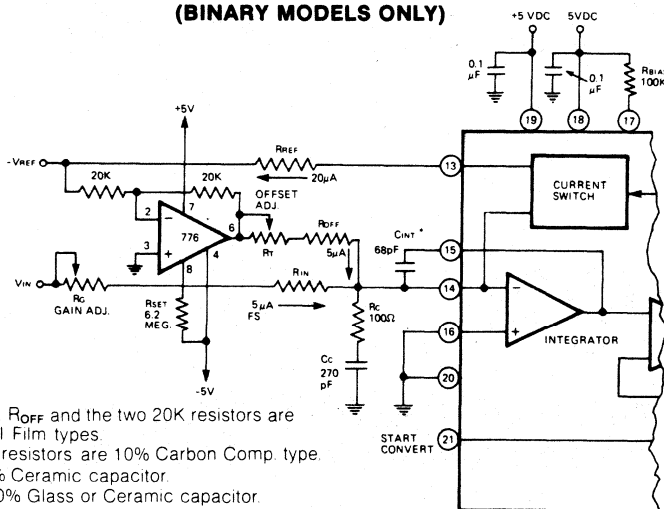 (BINARY MODELS ONLY)
+5 VDC
5VDC
0.1
µF
0.1
µF
RBIAS
100K
19
18
17
+5V
-VREF
RREF
20µA
13
20K
20K
OFFSET
ADJ.
CURRENT
SWITCH
2
7
776
6
3
4
8
RT
ROFF
5µA
CINT *
68pF
15
VIN
RG
GAIN ADJ.
RSET
6.2
MEG.
RIN
5µA
FS
14
RC
100Ω
16
INTEGRATOR
CC
270
pF
20
-5V
ROFF and the two 20K resistors are
Film types.
resistors are 10% Carbon Comp. type.
START
CONVERT
21
% Ceramic capacitor.
0% Glass or Ceramic capacitor.